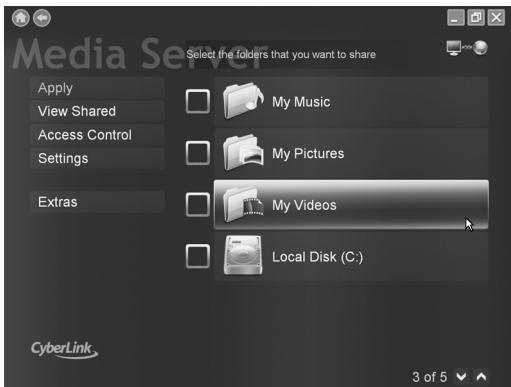 Media Server
Select the folders that you want to share
Apply
View Shared
Access Control
Settings
Extras
My Music
My Pictures
My Videos
Local Disk (C:)
CyberLink
3 of 5